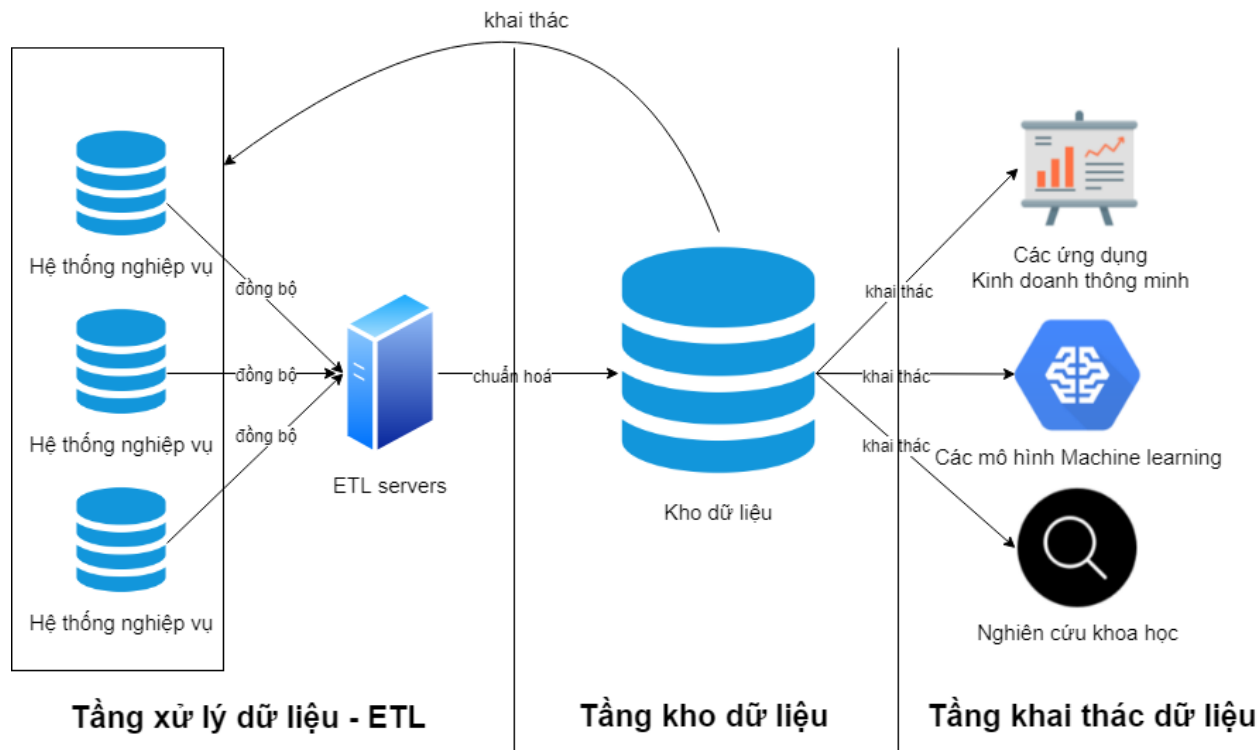 khai thác
Hệ thống nghiệp vụ
đồng bộ
Hệ thống nghiệp vụ
đồng bộ
đồng bộ
Hệ thống nghiệp vụ
ETL servers
chuẩn hoá
Kho dữ liệu
khai thác
khai thác
khai thác
Các ứng dụng
Kinh doanh thông minh
Các mô hình Machine learning
Nghiên cứu khoa học
Tầng xử lý dữ liệu - ETL
Tầng kho dữ liệu
Tầng khai thác dữ liệu